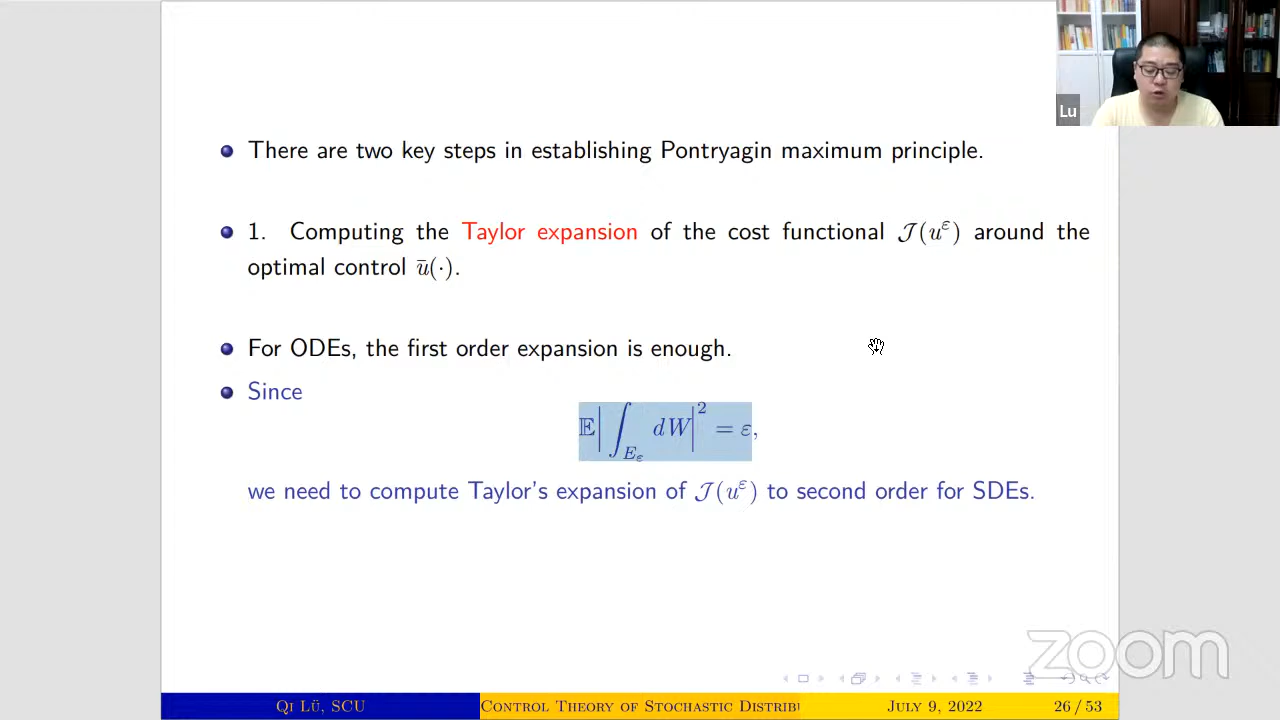 Lu
There are two key steps in establishing Pontryagin maximum principle.
1. Computing the Taylor expansion of the cost functional 𝒥(u^ε) around the
optimal control ū(·).
For ODEs, the first order expansion is enough.
Since
𝔼|∫_{E_ε} dW|² = ε,
we need to compute Taylor's expansion of 𝒥(u^ε) to second order for SDEs.
zoom
Qi Lü, SCU
Control Theory of Stochastic Distribu
July 9, 2022
26 / 53